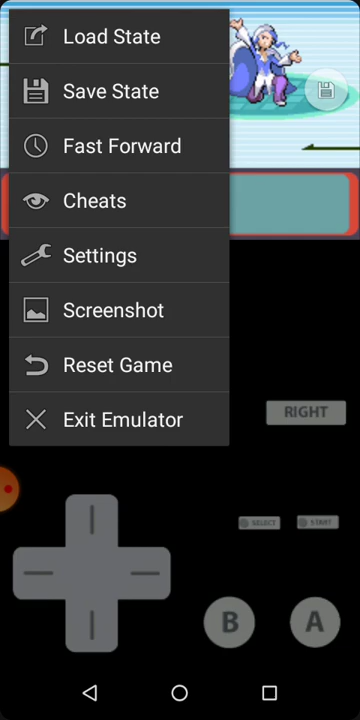 Load State
Save State
Fast Forward
Cheats
Settings
Screenshot
Reset Game
Exit Emulator
RIGHT
SELECT
START
B
A